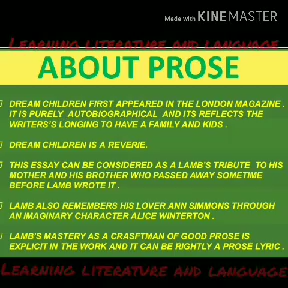 Made with KINEMASTER
Learning literature and language
ABOUT PROSE
DREAM CHILDREN FIRST APPEARED IN THE LONDON MAGAZINE .
IT IS PURELY AUTOBIOGRAPHICAL AND ITS REFLECTS THE
WRITERS'S LONGING TO HAVE A FAMILY AND KIDS .
DREAM CHILDREN IS A REVERIE.
THIS ESSAY CAN BE CONSIDERED AS A LAMB'S TRIBUTE TO HIS
MOTHER AND HIS BROTHER WHO PASSED AWAY SOMETIME
BEFORE LAMB WROTE IT .
LAMB ALSO REMEMBERS HIS LOVER ANN SIMMONS THROUGH
AN IMAGINARY CHARACTER ALICE WINTERTON .
LAMB'S MASTERY AS A CRASFTMAN OF GOOD PROSE IS
EXPLICIT IN THE WORK AND IT CAN BE RIGHTLY A PROSE LYRIC .
Learning literature and language